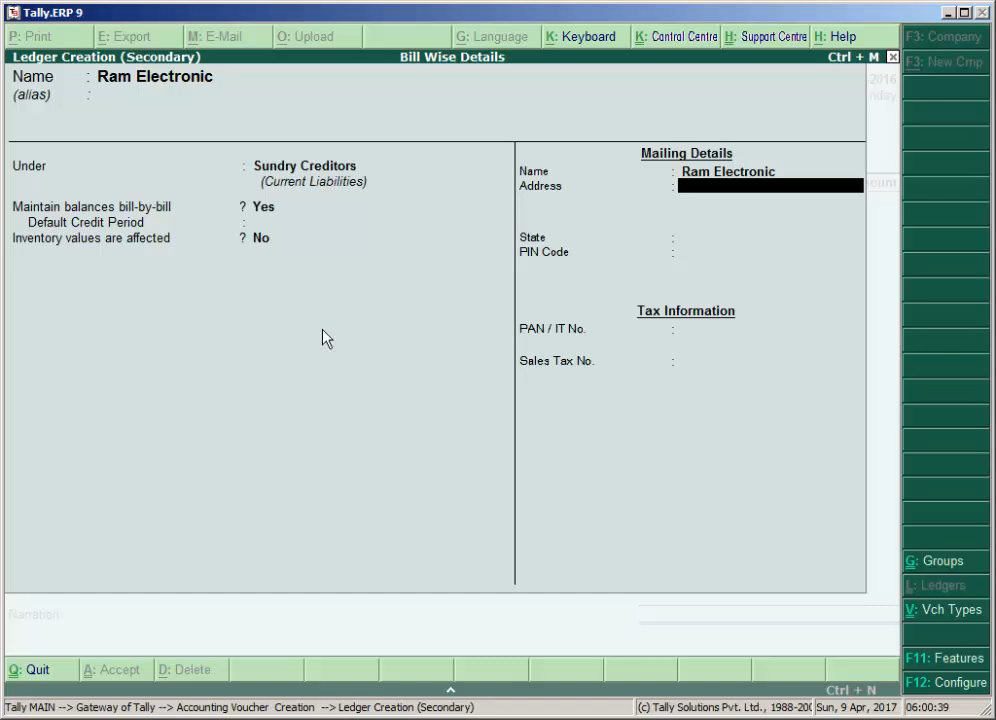 Tally.ERP 9
P: Print E: Export M: E-Mail O: Upload G: Language K: Keyboard K: Control Centre H: Support Centre H: Help
F3: Company
Ledger Creation (Secondary) Bill Wise Details Ctrl + M
F3: New Cmp
Name : Ram Electronic
(alias) :
Mailing Details
Under : Sundry Creditors
(Current Liabilities)
Name : Ram Electronic
Address :
Maintain balances bill-by-bill ? Yes
Default Credit Period :
Inventory values are affected ? No
State :
PIN Code :
Tax Information
PAN / IT No. :
Sales Tax No. :
G: Groups
L: Ledgers
V: Vch Types
Narration:
F11: Features
F12: Configure
Q: Quit A: Accept D: Delete
Ctrl + N
Tally MAIN --> Gateway of Tally --> Accounting Voucher Creation --> Ledger Creation (Secondary) (c) Tally Solutions Pvt. Ltd., 1988-200 Sun, 9 Apr, 2017 06:00:39